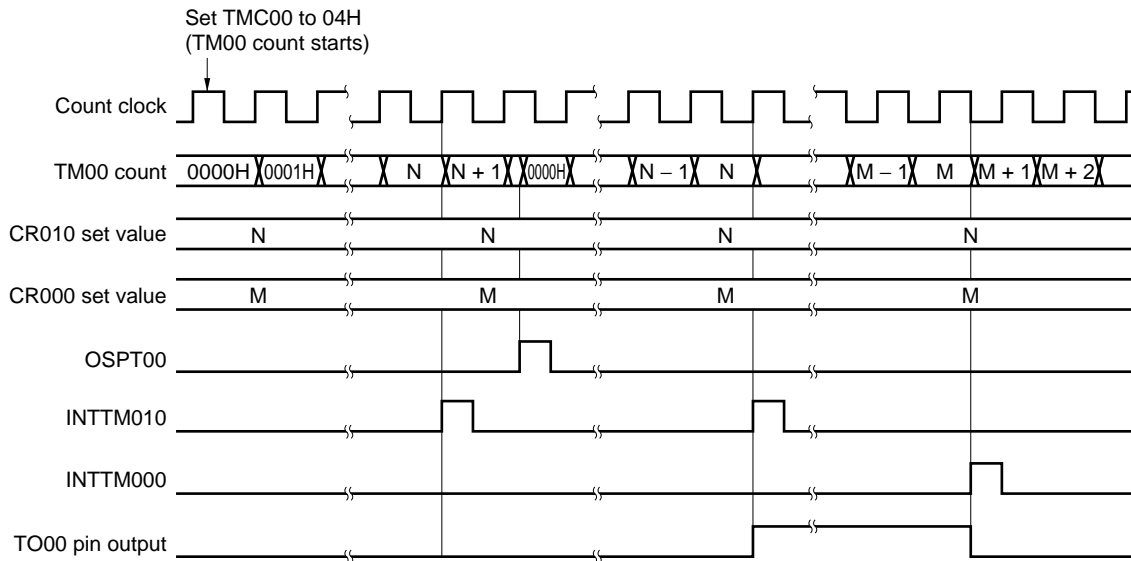 Set TMC00 to 04H
(TM00 count starts)
Count clock
TM00 count 0000H 0001H N N + 1 0000H N − 1 N M − 1 M M + 1 M + 2
CR010 set value N N N N
CR000 set value M M M M
OSPT00
INTTM010
INTTM000
TO00 pin output